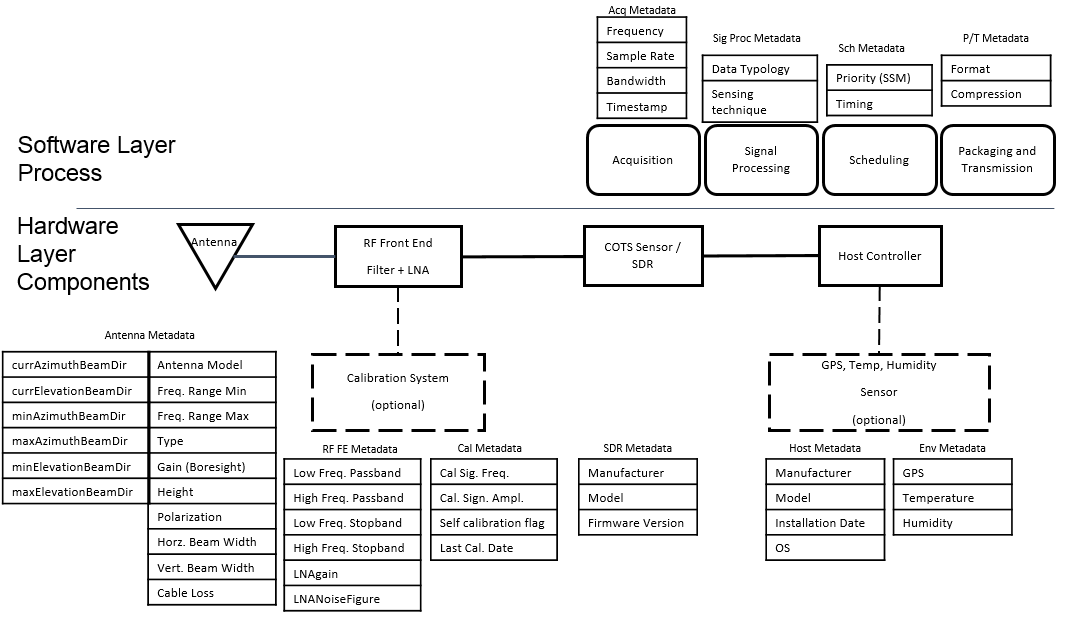 Acq Metadata
Frequency
Sample Rate
Bandwidth
Timestamp
Sig Proc Metadata
Data Typology
Sensing
technique
Sch Metadata
Priority (SSM)
Timing
P/T Metadata
Format
Compression
Software Layer
Process
Acquisition
Signal
Processing
Scheduling
Packaging and
Transmission
Hardware
Layer
Components
Antenna
RF Front End
Filter + LNA
COTS Sensor /
SDR
Host Controller
Calibration System
(optional)
GPS, Temp, Humidity
Sensor
(optional)
Antenna Metadata
currAzimuthBeamDir
currElevationBeamDir
minAzimuthBeamDir
maxAzimuthBeamDir
minElevationBeamDir
maxElevationBeamDir
Antenna Model
Freq. Range Min
Freq. Range Max
Type
Gain (Boresight)
Height
Polarization
Horz. Beam Width
Vert. Beam Width
Cable Loss
RF FE Metadata
Low Freq. Passband
High Freq. Passband
Low Freq. Stopband
High Freq. Stopband
LNAgain
LNANoiseFigure
Cal Metadata
Cal Sig. Freq.
Cal. Sign. Ampl.
Self calibration flag
Last Cal. Date
SDR Metadata
Manufacturer
Model
Firmware Version
Host Metadata
Manufacturer
Model
Installation Date
OS
Env Metadata
GPS
Temperature
Humidity